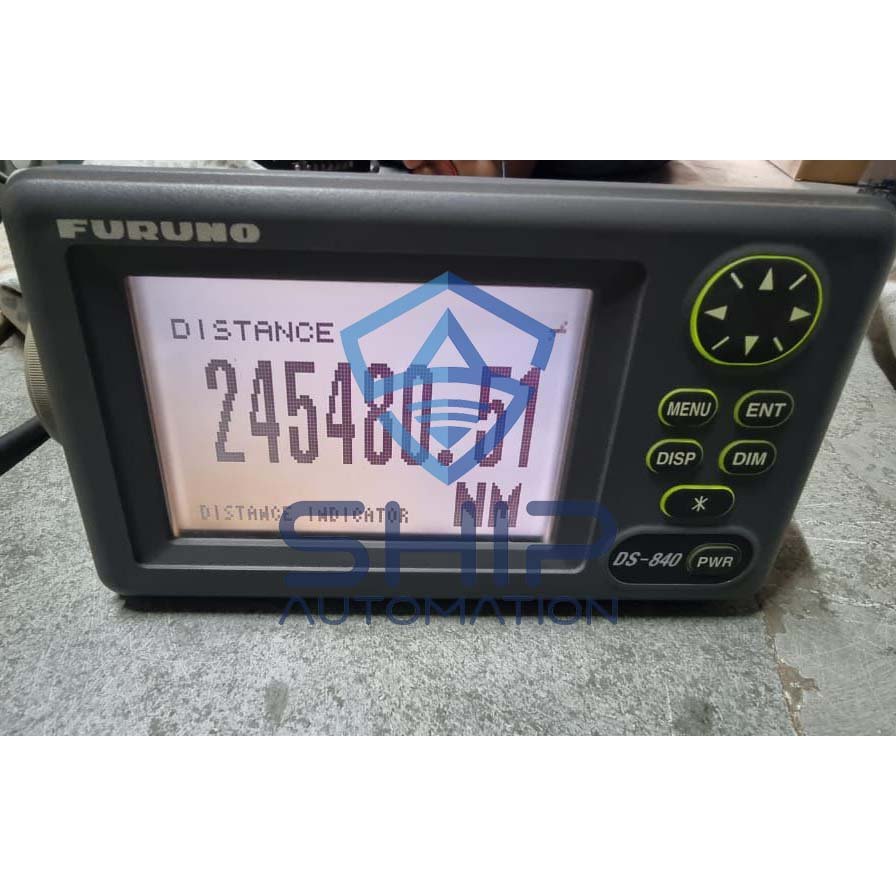 FURUNO
DISTANCE
245480.51
NM
DISTANCE INDICATOR
MENU
ENT
DISP
DIM
*
DS-840
PWR
SHIP
AUTOMATION